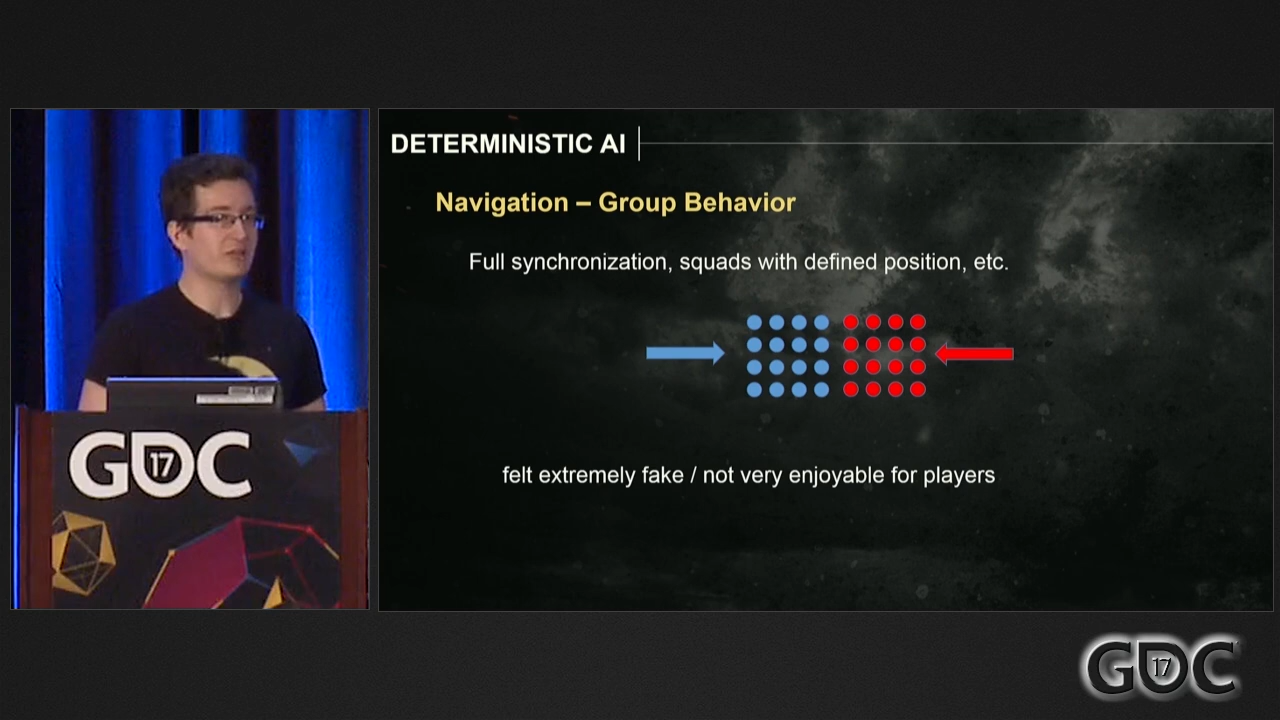 DETERMINISTIC AI
Navigation – Group Behavior
Full synchronization, squads with defined position, etc.
felt extremely fake / not very enjoyable for players
GDC 17
GDC 17